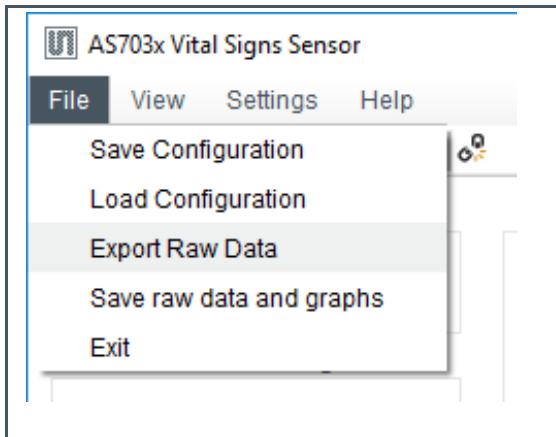 AS703x Vital Signs Sensor
File View Settings Help
Save Configuration
Load Configuration
Export Raw Data
Save raw data and graphs
Exit